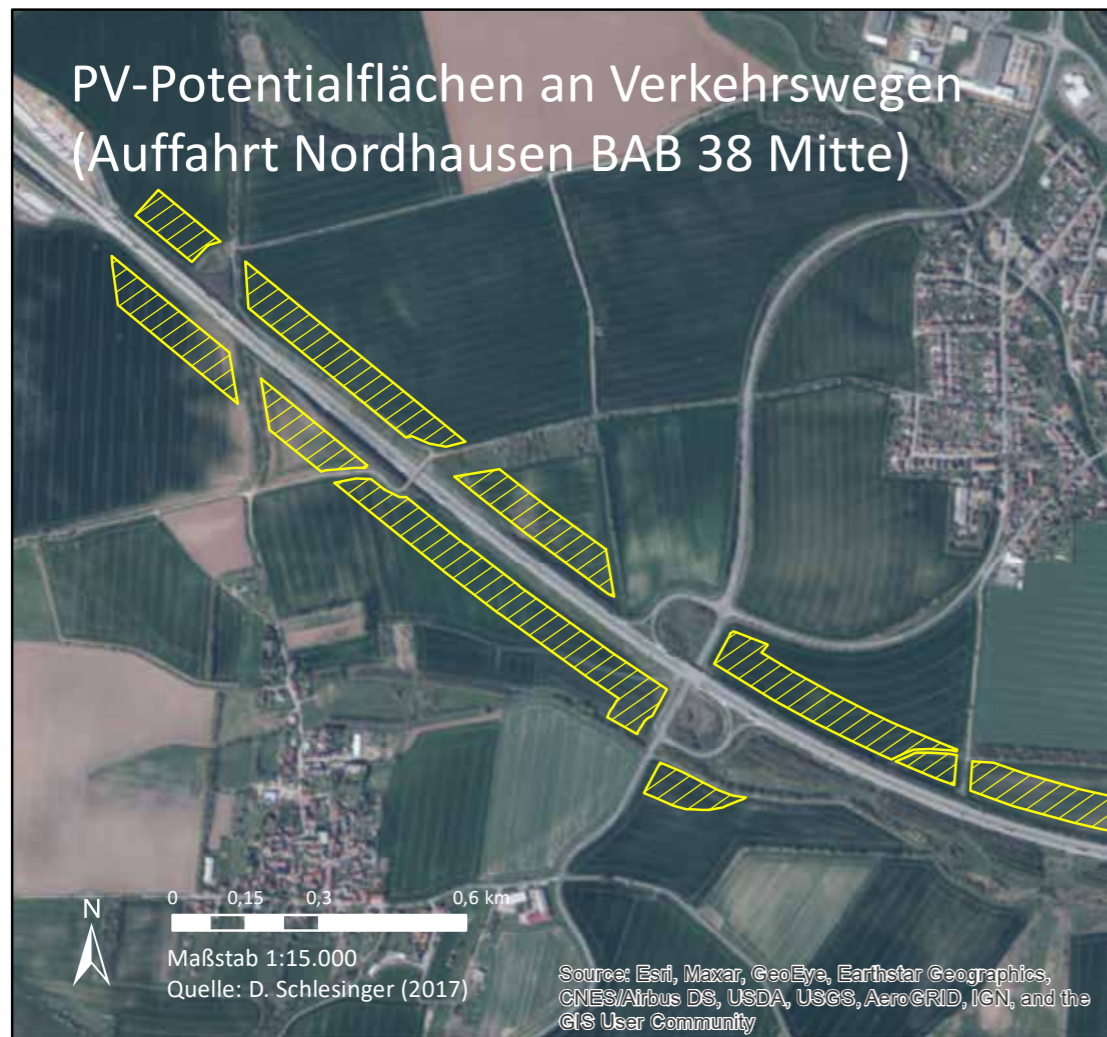 PV-Potentialflächen an Verkehrswegen
(Auffahrt Nordhausen BAB 38 Mitte)
0 0,15 0,3 0,6 km
N
Maßstab 1:15.000
Quelle: D. Schlesinger (2017)
Source: Esri, Maxar, GeoEye, Earthstar Geographics,
CNES/Airbus DS, USDA, USGS, AeroGRID, IGN, and the
GIS User Community